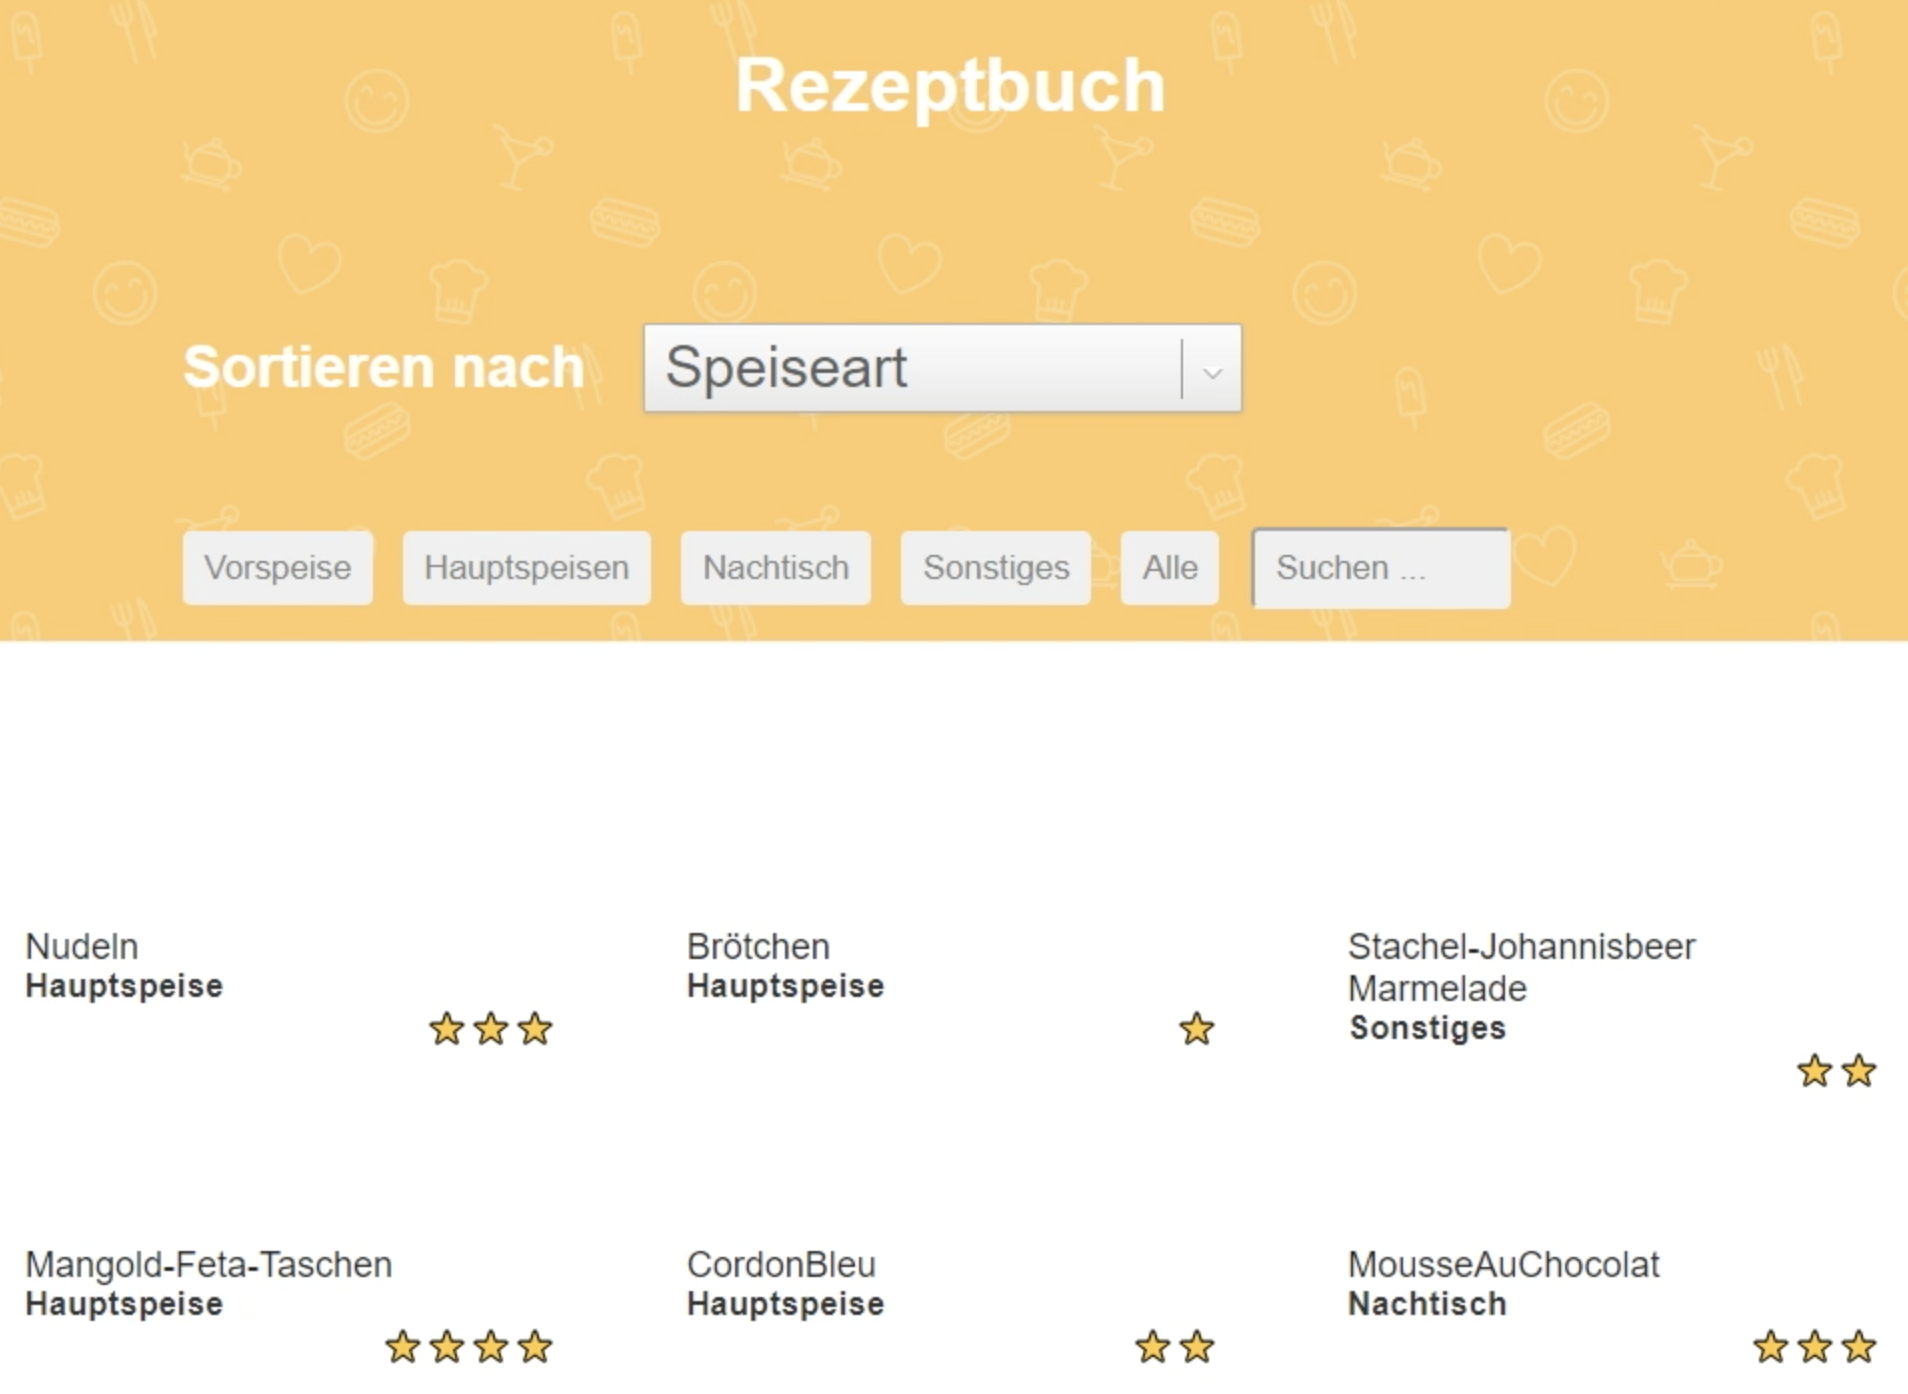 Rezeptbuch
Sortieren nach
Speiseart
Vorspeise
Hauptspeisen
Nachtisch
Sonstiges
Alle
Suchen ...
Nudeln
Hauptspeise
Brötchen
Hauptspeise
Stachel-Johannisbeer
Marmelade
Sonstiges
Mangold-Feta-Taschen
Hauptspeise
CordonBleu
Hauptspeise
MousseAuChocolat
Nachtisch